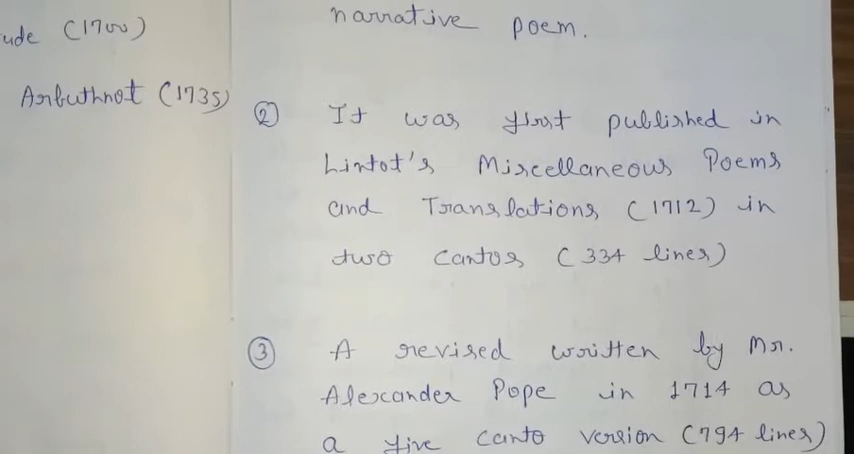 ude (1700)
Arbuthnot (1735)
narrative poem.
② It was first published in
Lintot's Miscellaneous Poems
and Translations (1712) in
two cantos (334 lines)
③ A revised written by Mr.
Alexander Pope in 1714 as
a five canto version (794 lines)